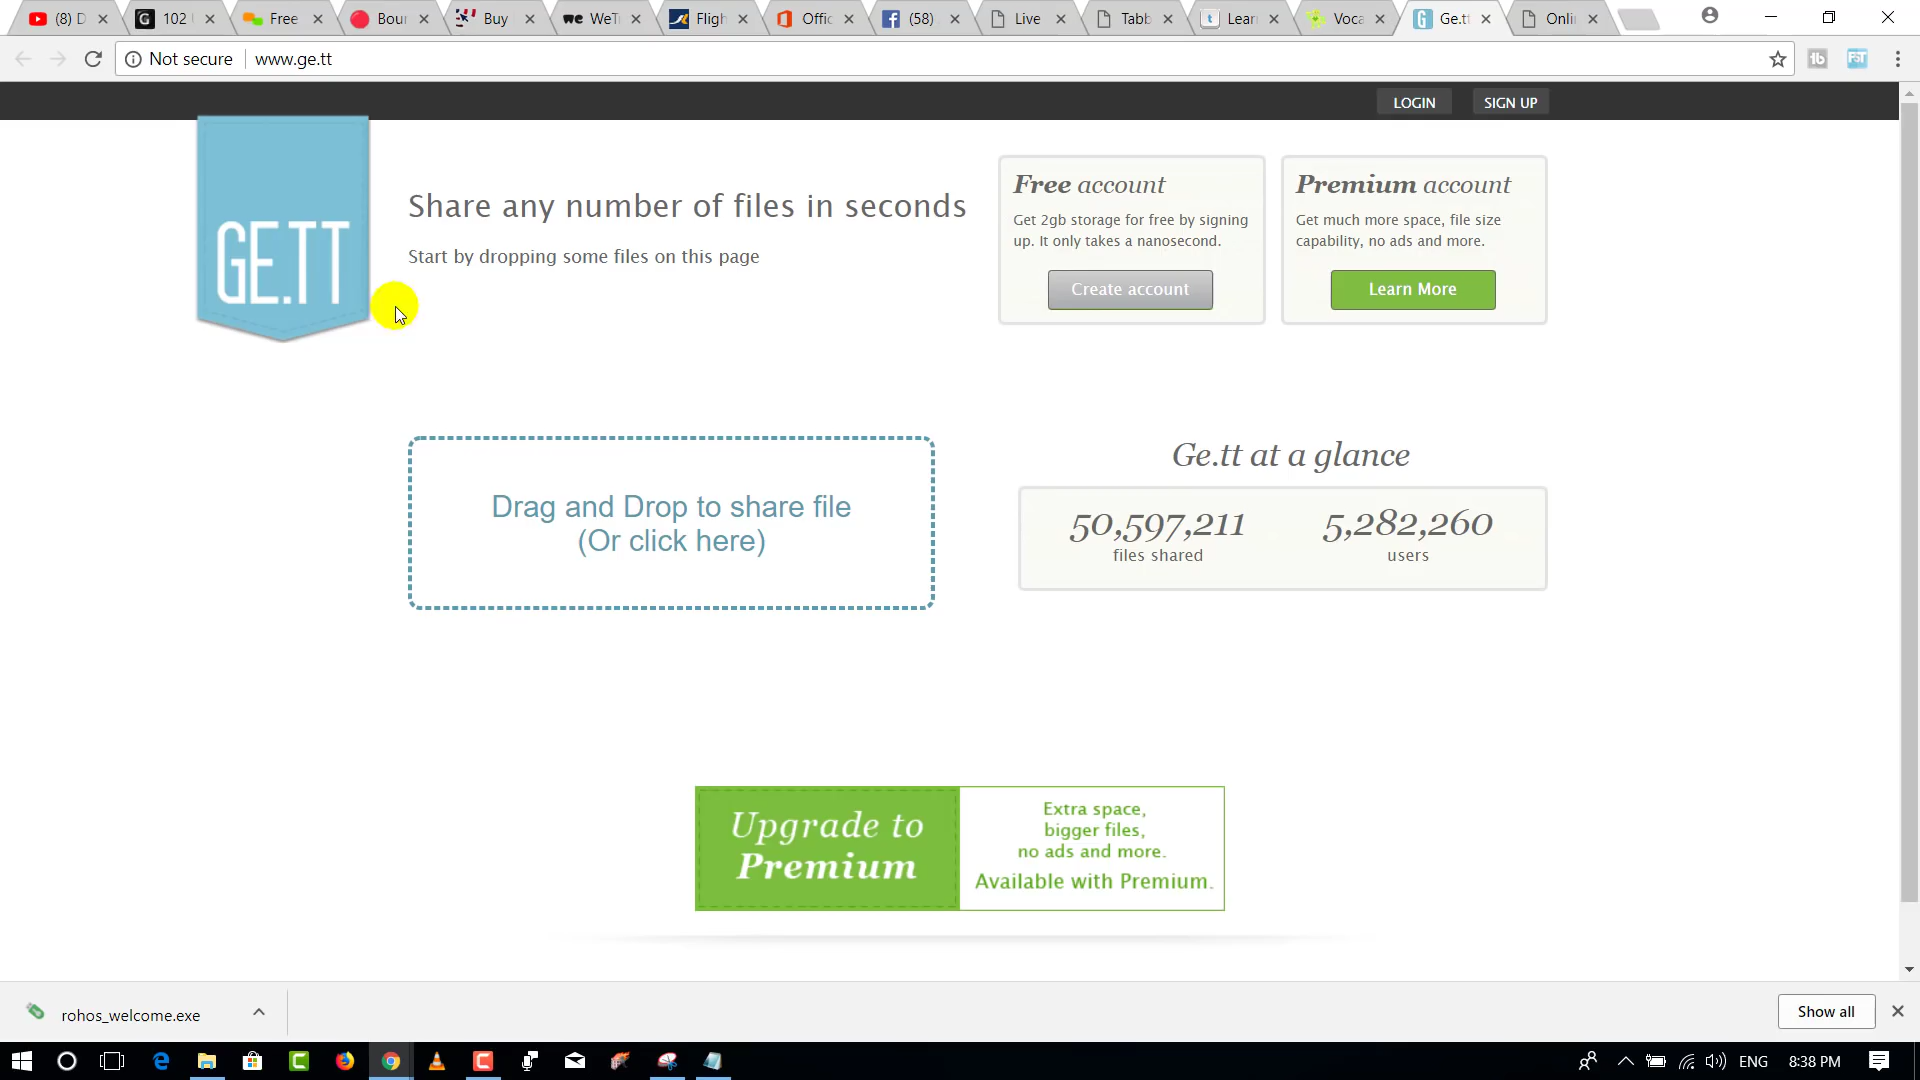 (8) D
102
Free
Bour
Buy
WeTr
Fligh
Offic
(58)
Live
Tabb
Lear
Voca
Ge.tt
Onli
Not secure
www.ge.tt
LOGIN
SIGN UP
GE.TT
Share any number of files in seconds
Start by dropping some files on this page
Free account
Get 2gb storage for free by signing
up. It only takes a nanosecond.
Create account
Premium account
Get much more space, file size
capability, no ads and more.
Learn More
Drag and Drop to share file
(Or click here)
Ge.tt at a glance
50,597,211
files shared
5,282,260
users
Upgrade to
Premium
Extra space,
bigger files,
no ads and more.
Available with Premium.
rohos_welcome.exe
Show all
ENG
8:38 PM